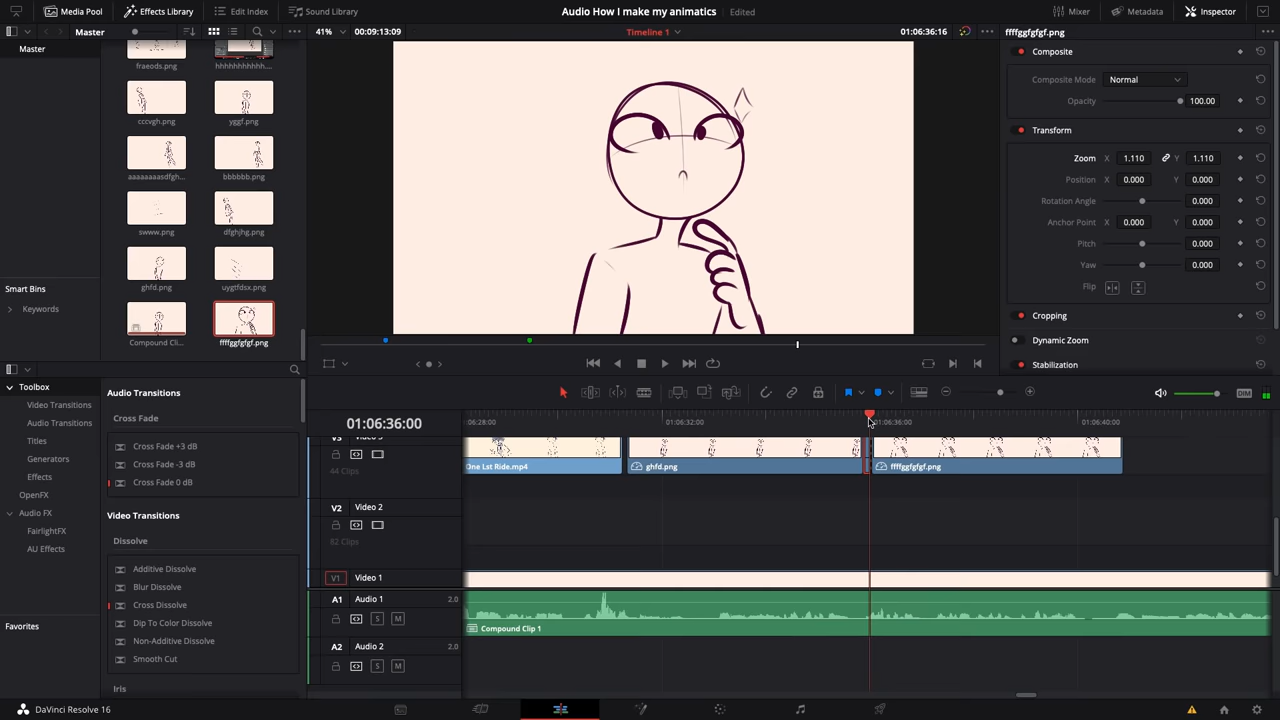 Media Pool Effects Library Edit Index Sound Library Audio How I make my animatics Edited Mixer Metadata Inspector
Master 41% 00:09:13:09 Timeline 1 01:06:36:16 ffffggfgfgf.png
Master
fraeods.png hhhhhhhhhhh...
cccvgh.png yggf.png
aaaaaaasdfgh... bbbbbb.png
swww.png dfghjhg.png
ghfd.png uygtfdsx.png
Compound Cli... ffffggfgfgf.png
Smart Bins
Keywords
Composite
Composite Mode Normal
Opacity 100.00
Transform
Zoom X 1.110 Y 1.110
Position X 0.000 Y 0.000
Rotation Angle 0.000
Anchor Point X 0.000 Y 0.000
Pitch 0.000
Yaw 0.000
Flip
Cropping
Dynamic Zoom
Stabilization
DIM
Toolbox
Video Transitions
Audio Transitions
Titles
Generators
Effects
OpenFX
Audio FX
FairlightFX
AU Effects
Favorites
Audio Transitions
Cross Fade
Cross Fade +3 dB
Cross Fade -3 dB
Cross Fade 0 dB
Video Transitions
Dissolve
Additive Dissolve
Blur Dissolve
Cross Dissolve
Dip To Color Dissolve
Non-Additive Dissolve
Smooth Cut
Iris
01:06:36:00 :06:28:00 01:06:32:00 01:06:36:00 01:06:40:00
V3 Video 3
44 Clips
One Lst Ride.mp4 ghfd.png ffffggfgfgf.png
V2 Video 2
82 Clips
V1 Video 1
A1 Audio 1 2.0
S M
Compound Clip 1
A2 Audio 2 2.0
S M
DaVinci Resolve 16